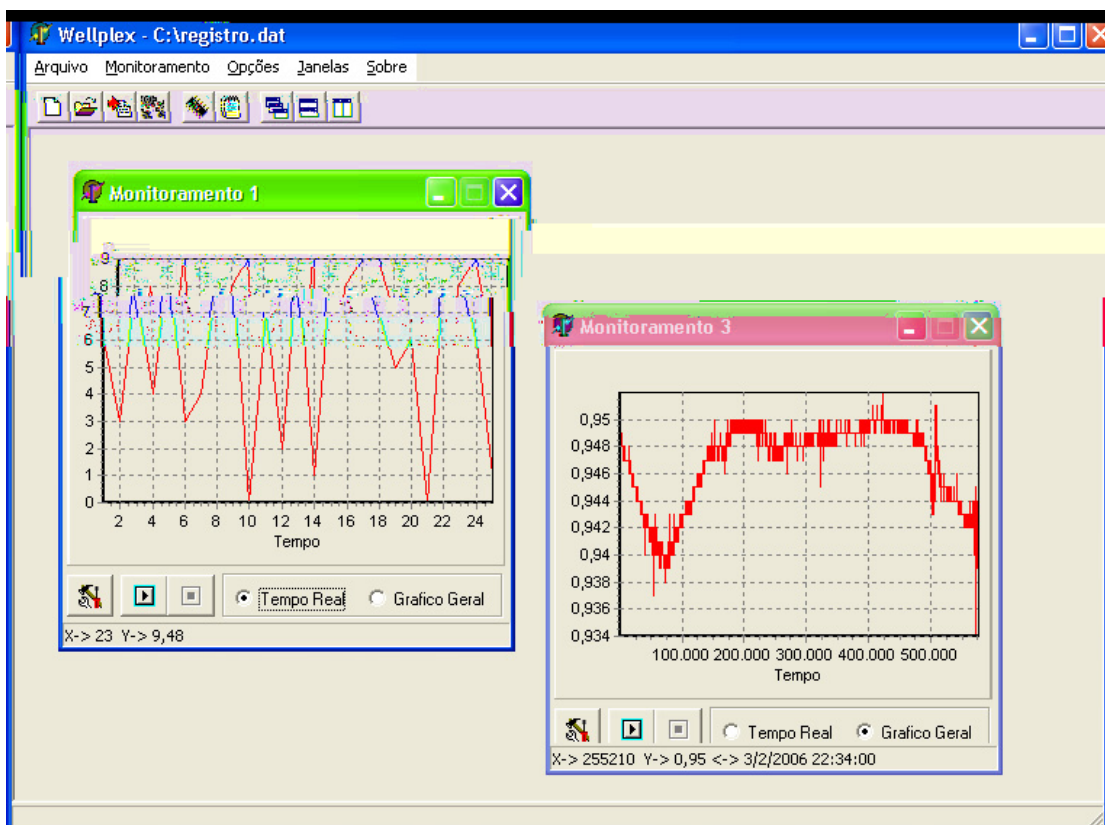 Wellplex - C:\registro.dat
Arquivo Monitoramento Opções Janelas Sobre
Monitoramento 1
9
8
7
6
5
4
3
2
1
0
2 4 6 8 10 12 14 16 18 20 22 24
Tempo
Tempo Real Grafico Geral
X-> 23 Y-> 9,48
Monitoramento 3
0,95
0,948
0,946
0,944
0,942
0,94
0,938
0,936
0,934
100.000 200.000 300.000 400.000 500.000
Tempo
Tempo Real Grafico Geral
X-> 255210 Y-> 0,95 <-> 3/2/2006 22:34:00